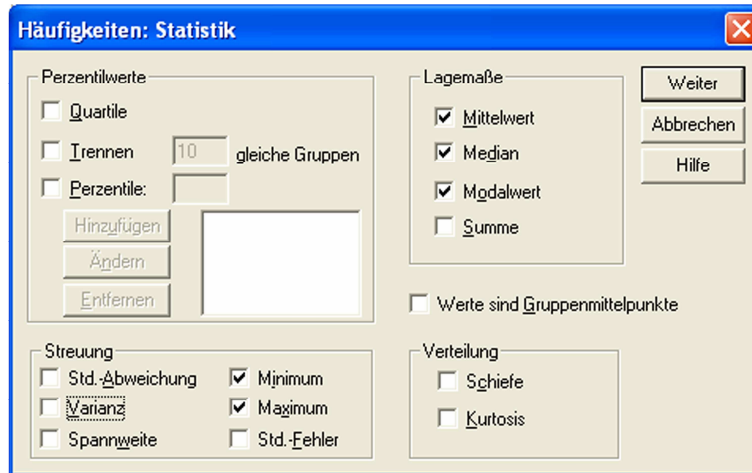 Häufigkeiten: Statistik
Perzentilwerte
Quartile
Trennen 10 gleiche Gruppen
Perzentile:
Hinzufügen
Ändern
Entfernen
Lagemaße
Mittelwert
Median
Modalwert
Summe
Weiter
Abbrechen
Hilfe
Werte sind Gruppenmittelpunkte
Streuung
Std.-Abweichung
Minimum
Varianz
Maximum
Spannweite
Std.-Fehler
Verteilung
Schiefe
Kurtosis